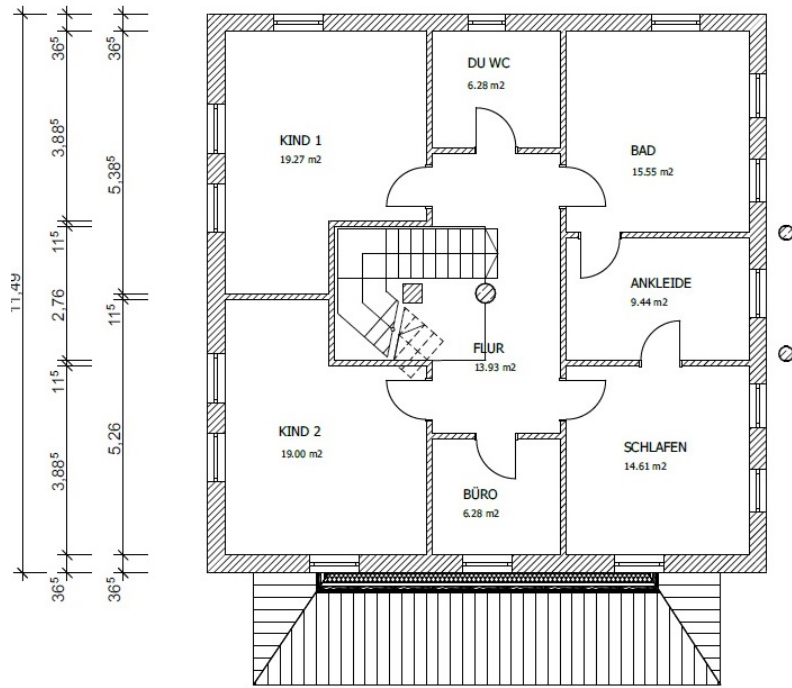 DU WC
6.28 m2
KIND 1
19.27 m2
BAD
15.55 m2
ANKLEIDE
9.44 m2
FLUR
13.93 m2
KIND 2
19.00 m2
SCHLAFEN
14.61 m2
BÜRO
6.28 m2
11,49
36⁵
3,88⁵
11⁵
2,76
11⁵
3,88⁵
36⁵
36⁵
5,38⁵
11⁵
5,26
36⁵